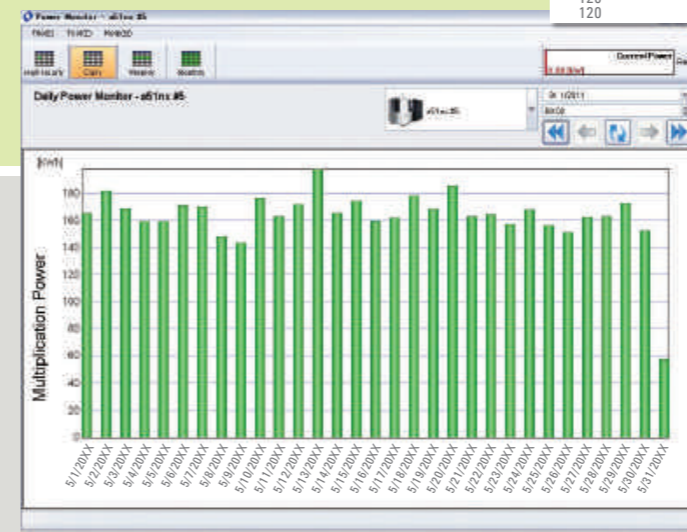 120
120
Power Monitor - a61nx #5
Daily
Weekly
Monthly
Current Power
Daily Power Monitor - a61nx #5
a61nx #5
[kWh]
Multiplication Power
180
160
140
120
100
80
60
40
20
0
5/1/20XX
5/2/20XX
5/3/20XX
5/4/20XX
5/5/20XX
5/6/20XX
5/7/20XX
5/8/20XX
5/9/20XX
5/10/20XX
5/11/20XX
5/12/20XX
5/13/20XX
5/14/20XX
5/15/20XX
5/16/20XX
5/17/20XX
5/18/20XX
5/19/20XX
5/20/20XX
5/21/20XX
5/22/20XX
5/23/20XX
5/24/20XX
5/25/20XX
5/26/20XX
5/27/20XX
5/28/20XX
5/29/20XX
5/30/20XX
5/31/20XX